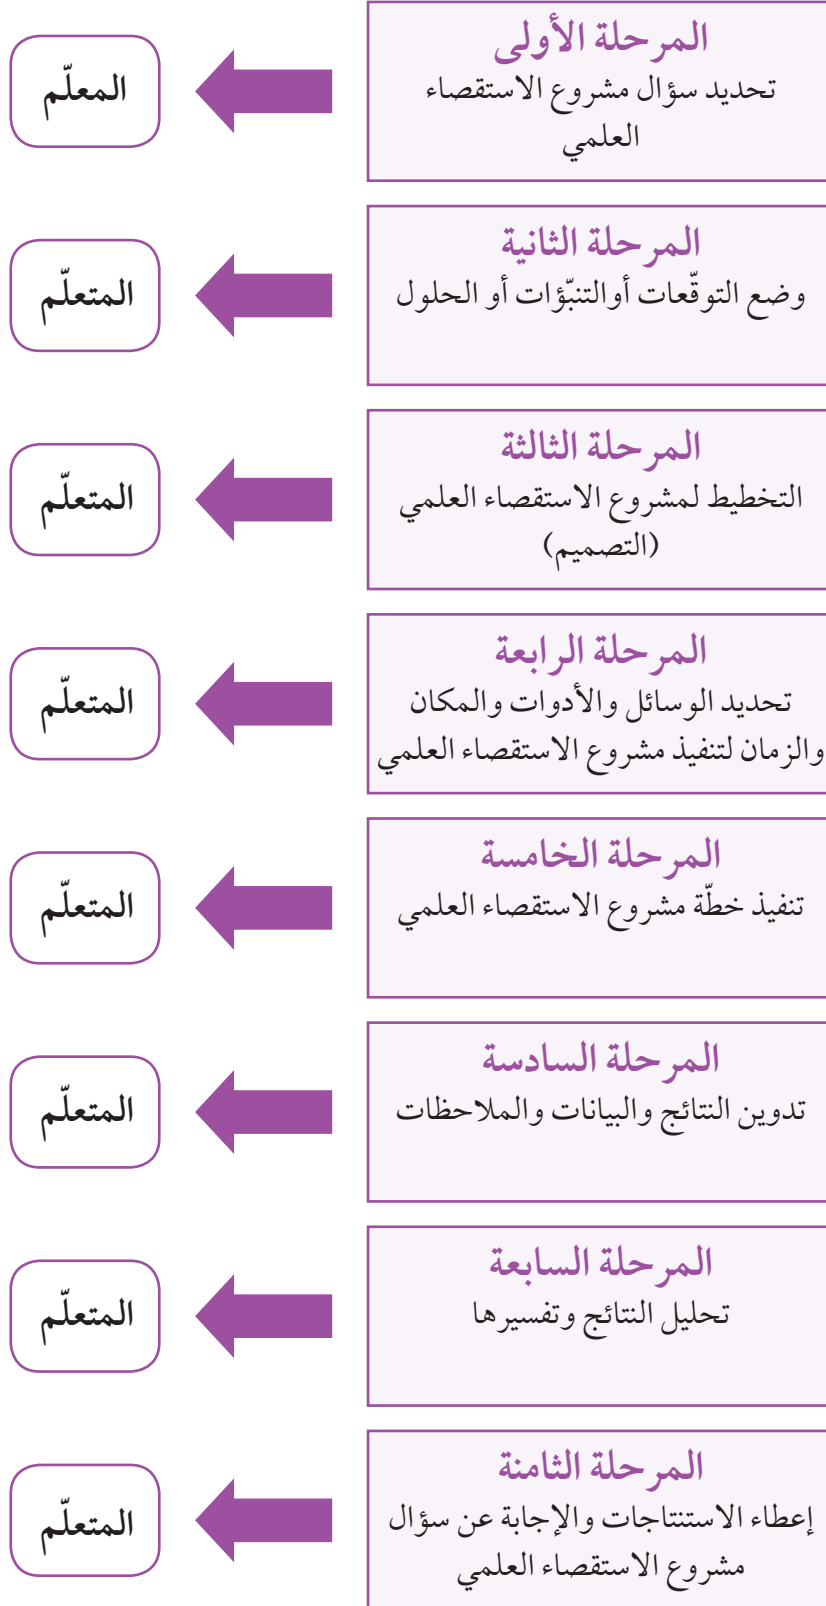 المرحلة الأولى
تحديد سؤال مشروع الاستقصاء
العلمي
المعلّم
المرحلة الثانية
وضع التوقّعات أوالتنبّؤات أو الحلول
المتعلّم
المرحلة الثالثة
التخطيط لمشروع الاستقصاء العلمي
(التصميم)
المتعلّم
المرحلة الرابعة
تحديد الوسائل والأدوات والمكان
والزمان لتنفيذ مشروع الاستقصاء العلمي
المتعلّم
المرحلة الخامسة
تنفيذ خطّة مشروع الاستقصاء العلمي
المتعلّم
المرحلة السادسة
تدوين النتائج والبيانات والملاحظات
المتعلّم
المرحلة السابعة
تحليل النتائج وتفسيرها
المتعلّم
المرحلة الثامنة
إعطاء الاستنتاجات والإجابة عن سؤال
مشروع الاستقصاء العلمي
المتعلّم